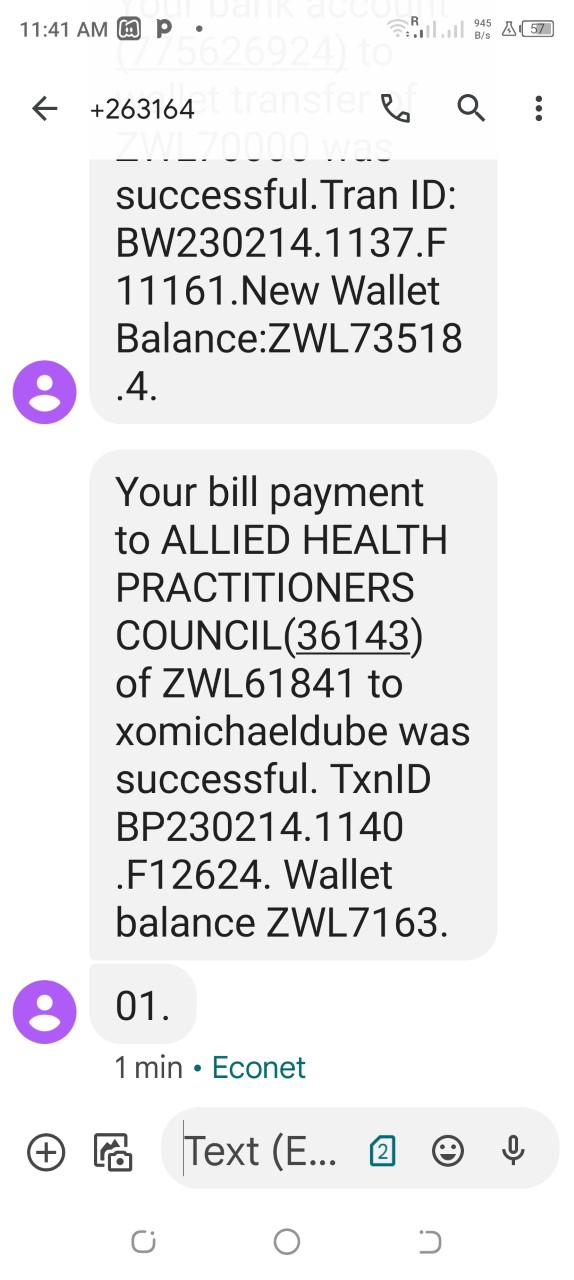 11:41 AM
R
945
B/s
57
Your bank account
(775626924) to
+263164
wallet transfer of
ZWL70000 was
successful.Tran ID:
BW230214.1137.F
11161.New Wallet
Balance:ZWL73518
.4.
Your bill payment
to ALLIED HEALTH
PRACTITIONERS
COUNCIL(36143)
of ZWL61841 to
xomichaeldube was
successful. TxnID
BP230214.1140
.F12624. Wallet
balance ZWL7163.
01.
1 min • Econet
Text (E...
2